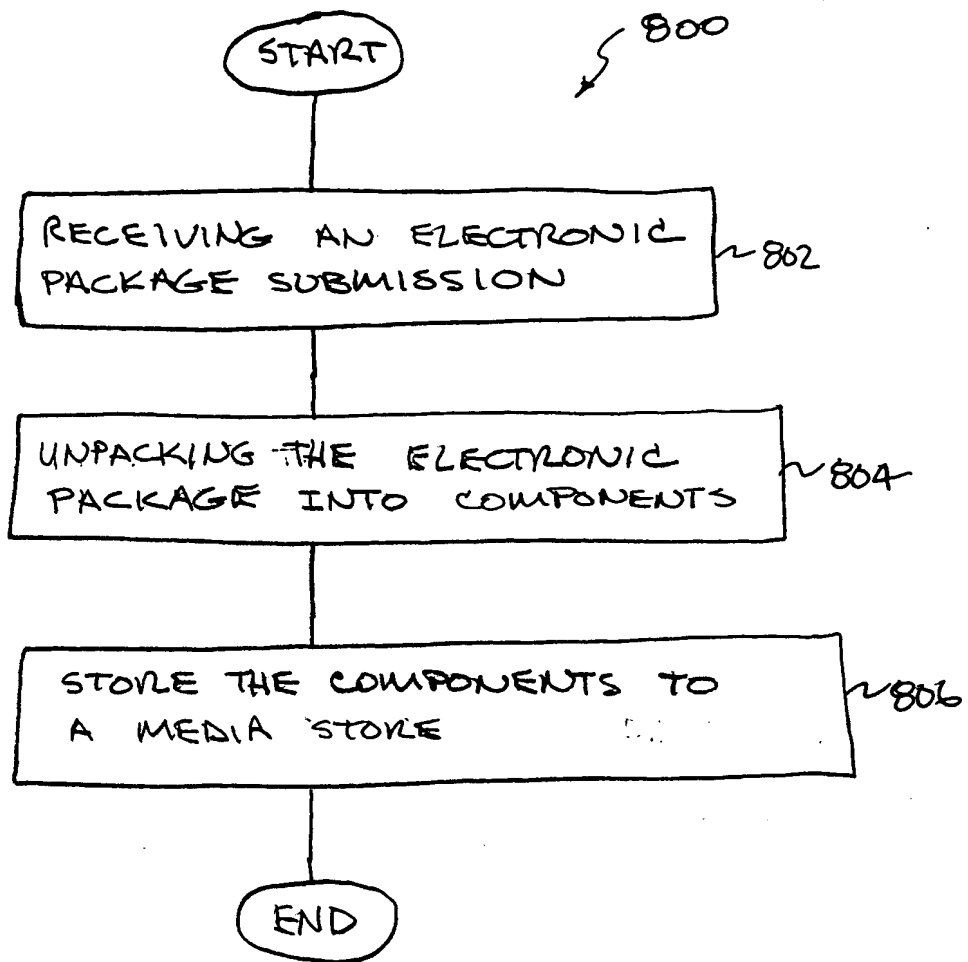 START
800
RECEIVING AN ELECTRONIC
PACKAGE SUBMISSION
802
UNPACKING THE ELECTRONIC
PACKAGE INTO COMPONENTS
804
STORE THE COMPONENTS TO
A MEDIA STORE
806
END